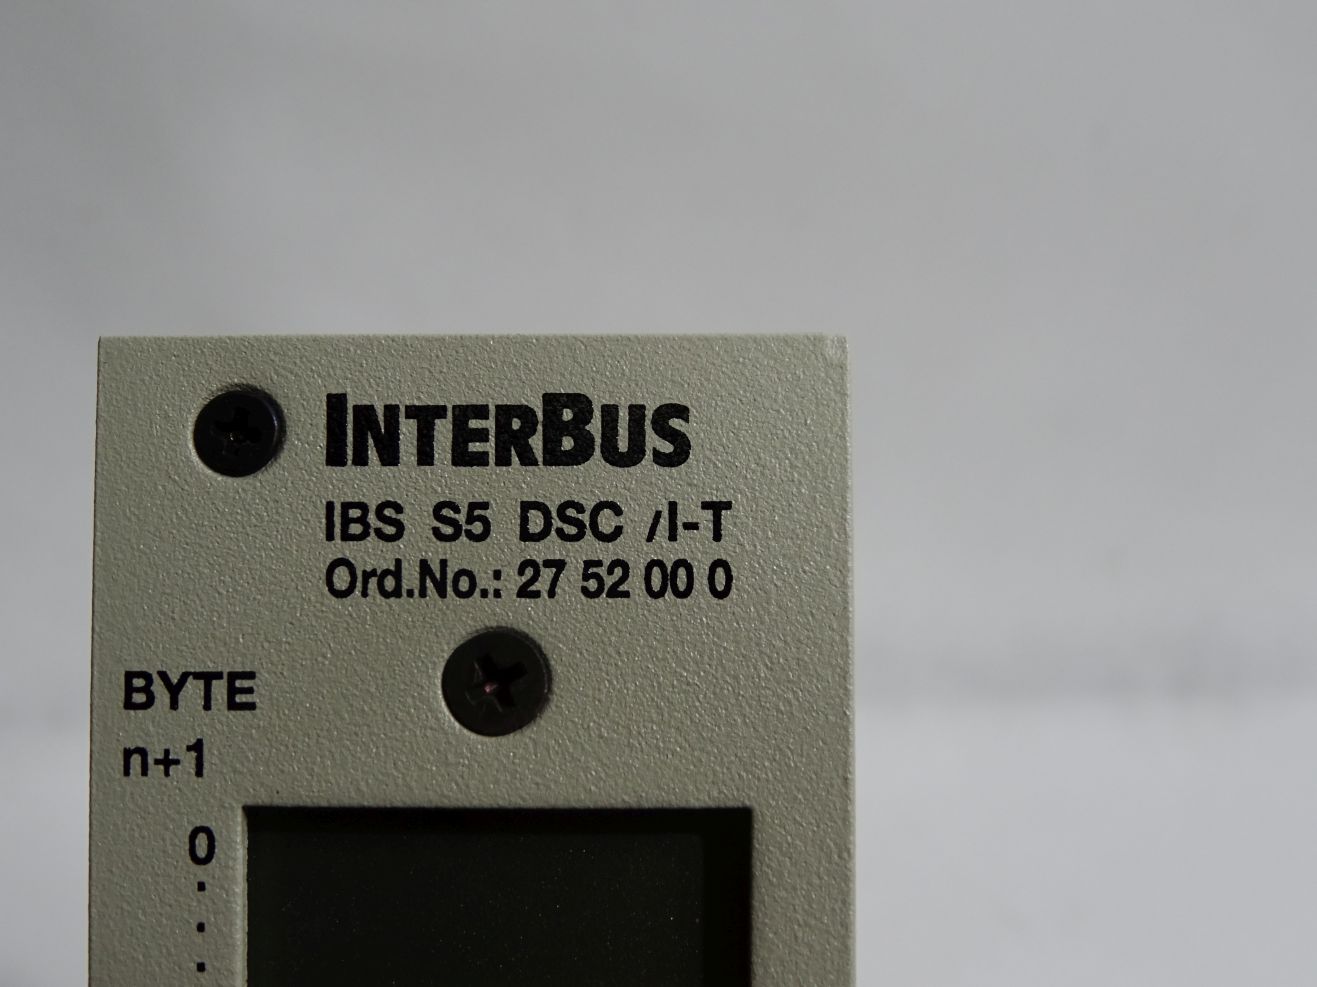 INTERBUS
IBS S5 DSC /I-T
Ord.No.: 27 52 00 0
BYTE
n+1
0
.
.
.